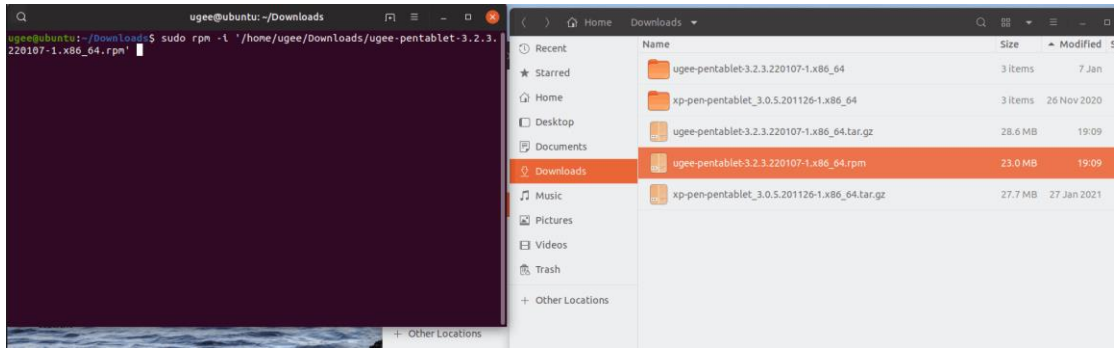 ugee@ubuntu: ~/Downloads
ugee@ubuntu:~/Downloads$ sudo rpm -i '/home/ugee/Downloads/ugee-pentablet-3.2.3.
220107-1.x86_64.rpm'
+ Other Locations
Home Downloads
Recent
Starred
Home
Desktop
Documents
Downloads
Music
Pictures
Videos
Trash
+ Other Locations
Name Size Modified S
ugee-pentablet-3.2.3.220107-1.x86_64 3 items 7 Jan
xp-pen-pentablet_3.0.5.201126-1.x86_64 3 items 26 Nov 2020
ugee-pentablet-3.2.3.220107-1.x86_64.tar.gz 28.6 MB 19:09
ugee-pentablet-3.2.3.220107-1.x86_64.rpm 23.0 MB 19:09
xp-pen-pentablet_3.0.5.201126-1.x86_64.tar.gz 27.7 MB 27 Jan 2021